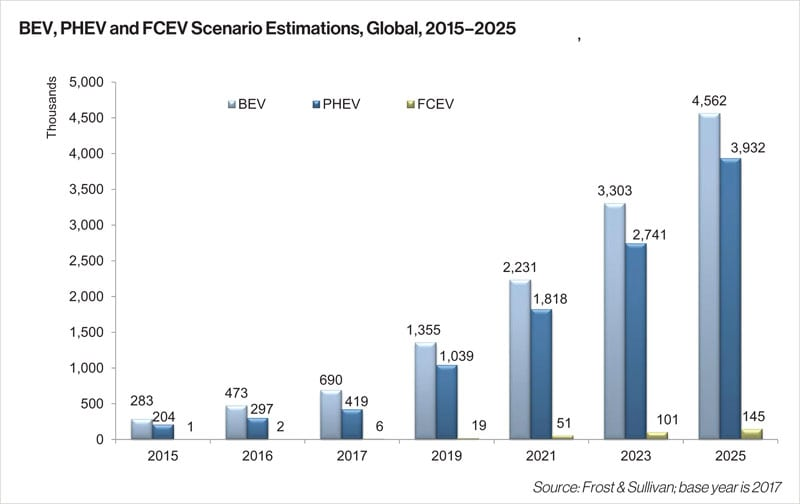 BEV, PHEV and FCEV Scenario Estimations, Global, 2015–2025
,
Thousands
BEV PHEV FCEV
5,000
4,500
4,000
3,500
3,000
2,500
2,000
1,500
1,000
500
0
283 204 1
473 297 2
690 419 6
1,355 1,039 19
2,231 1,818 51
3,303 2,741 101
4,562 3,932 145
2015 2016 2017 2019 2021 2023 2025
Source: Frost & Sullivan; base year is 2017